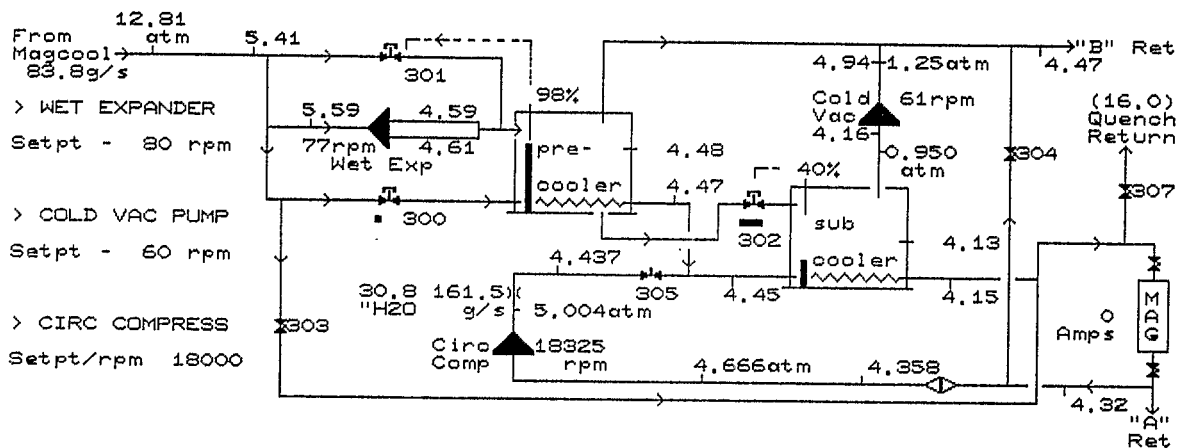 12.81
From atm 5.41
Magcool
83.8g/s
301
"B" Ret
4.47
4.94 1.25atm
> WET EXPANDER
Setpt - 80 rpm
5.59 4.59
77rpm 4.61
Wet Exp
98%
pre-
cooler
4.48
4.47
Cold 61rpm
Vac
4.16
0.950
atm
(16.0)
Quench
Return
304
307
300
302
40%
sub
cooler
4.13
4.15
> COLD VAC PUMP
Setpt - 60 rpm
4.437
305
4.45
30.8 161.5)
"H2O g/s 5.004atm
> CIRC COMPRESS
Setpt/rpm 18000
303
Circ 18325
Comp rpm
4.666atm 4.358
0
Amps
MAG
4.32
"A"
Ret